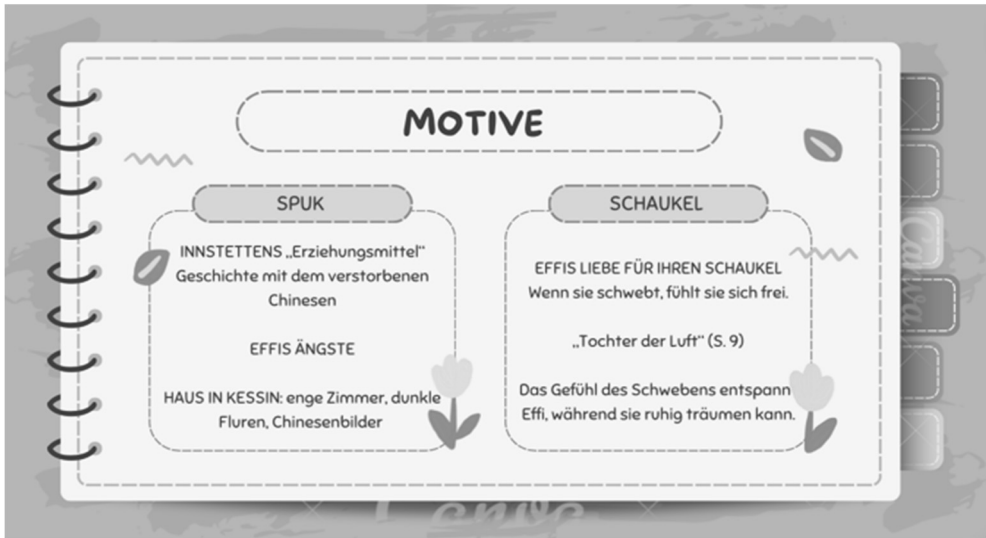 MOTIVE
SPUK
INNSTETTENS „Erziehungsmittel“
Geschichte mit dem verstorbenen
Chinesen
EFFIS ÄNGSTE
HAUS IN KESSIN: enge Zimmer, dunkle
Fluren, Chinesenbilder
SCHAUKEL
EFFIS LIEBE FÜR IHREN SCHAUKEL
Wenn sie schwebt, fühlt sie sich frei.
„Tochter der Luft“ (S. 9)
Das Gefühl des Schwebens entspann
Effi, während sie ruhig träumen kann.
Canva
Canva